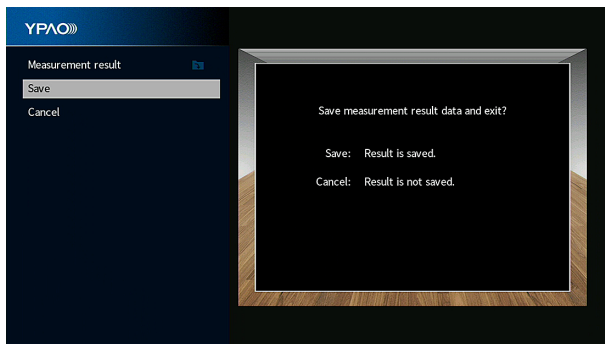 YPAO
Measurement result
Save
Cancel
Save measurement result data and exit?
Save: Result is saved.
Cancel: Result is not saved.